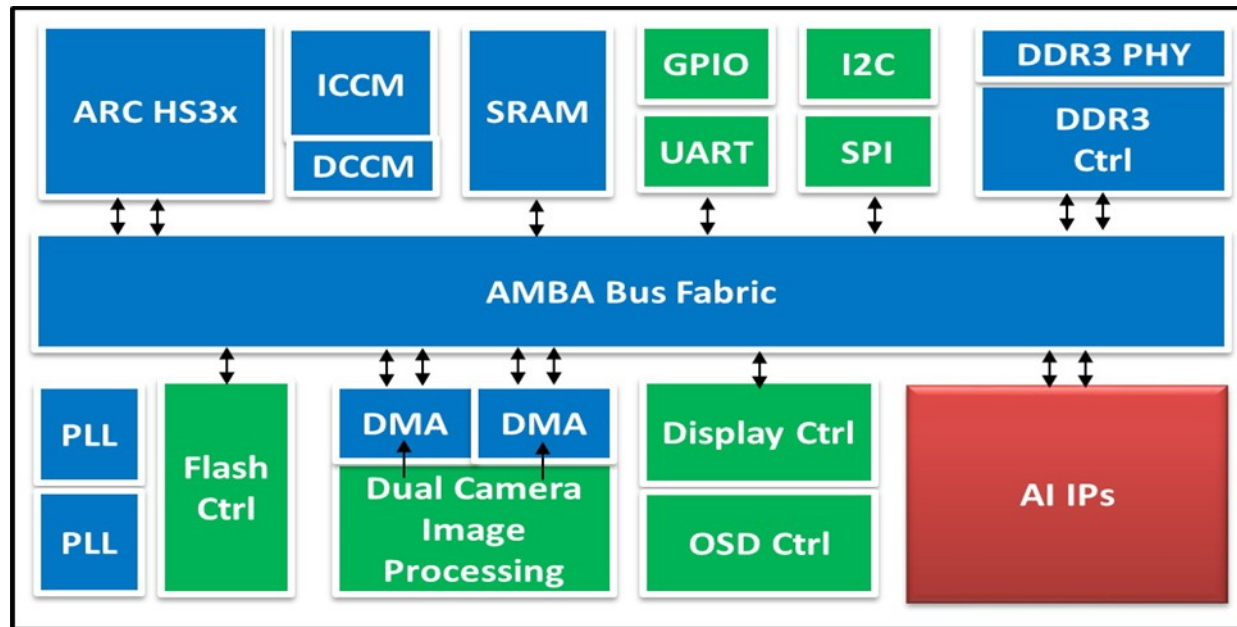 ARC HS3x
ICCM
DCCM
SRAM
GPIO
UART
I2C
SPI
DDR3 PHY
DDR3
Ctrl
AMBA Bus Fabric
PLL
PLL
Flash
Ctrl
DMA
DMA
Dual Camera
Image
Processing
Display Ctrl
OSD Ctrl
AI IPs